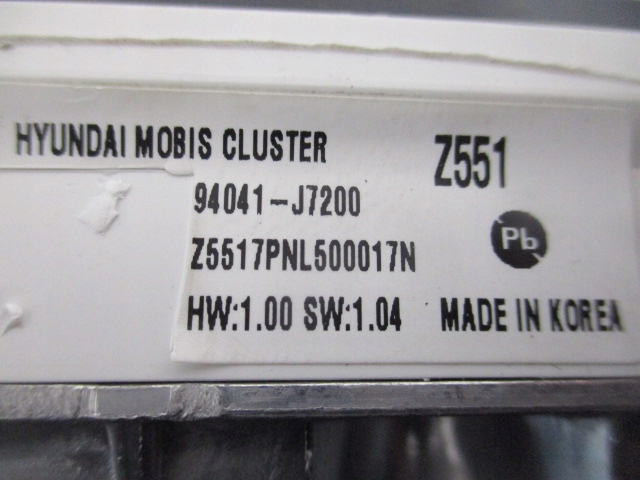 HYUNDAI MOBIS CLUSTER
Z551
94041-J7200
Z5517PNL500017N
Pb
HW:1.00 SW:1.04 MADE IN KOREA